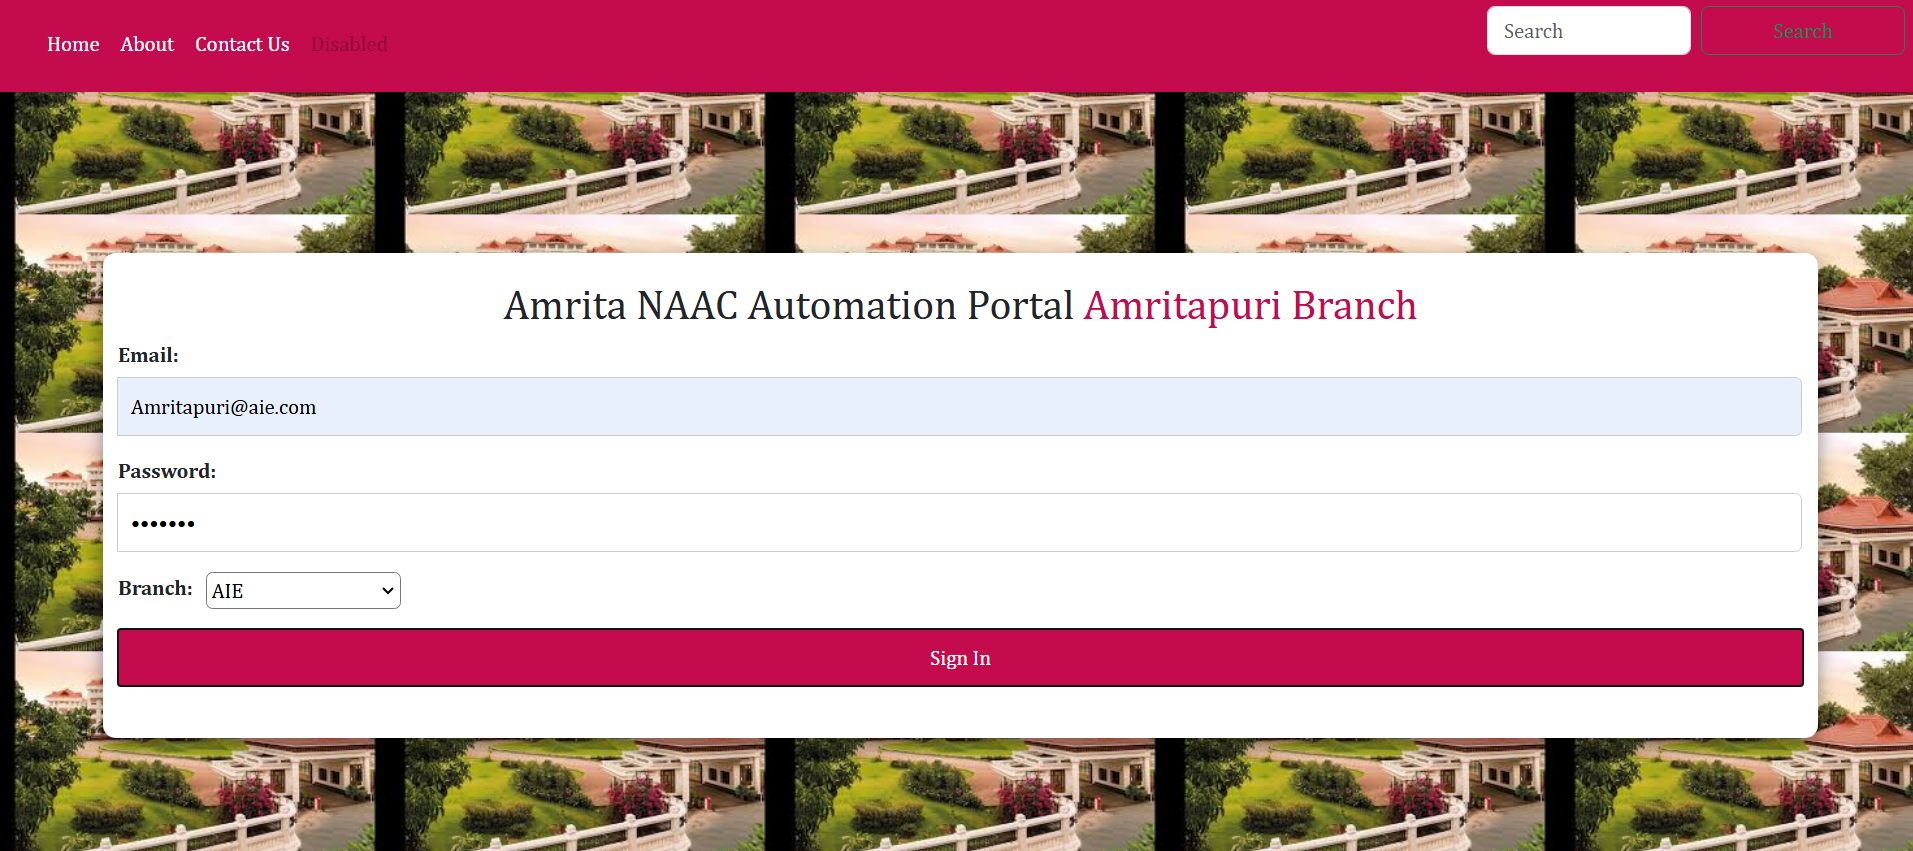 Home About Contact Us Disabled
Search Search
Amrita NAAC Automation Portal Amritapuri Branch
Email:
Amritapuri@aie.com
Password:
•••••••
Branch: AIE
Sign In